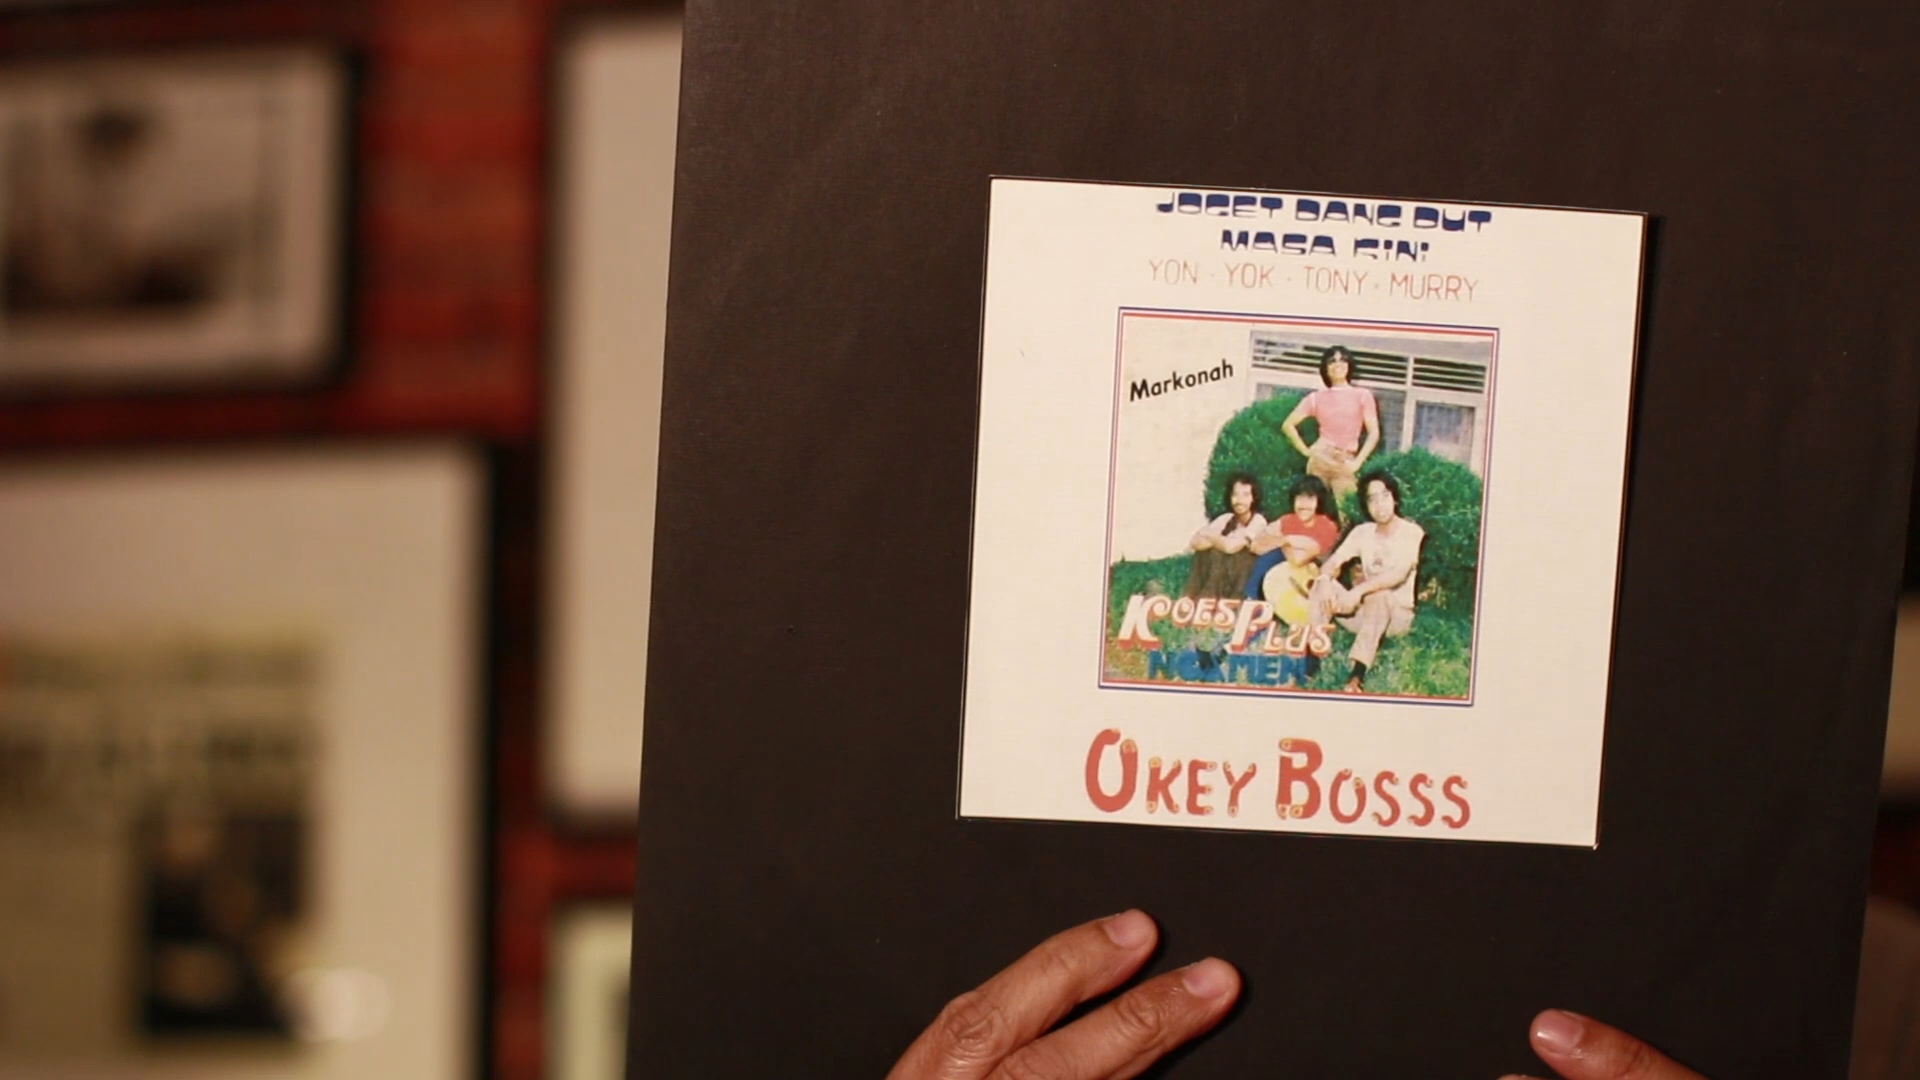 JOGET DANG DUT
MASA KINI
YON · YOK · TONY · MURRY
Markonah
KOES PLUS
NGAMEN
OKEY BOSSS